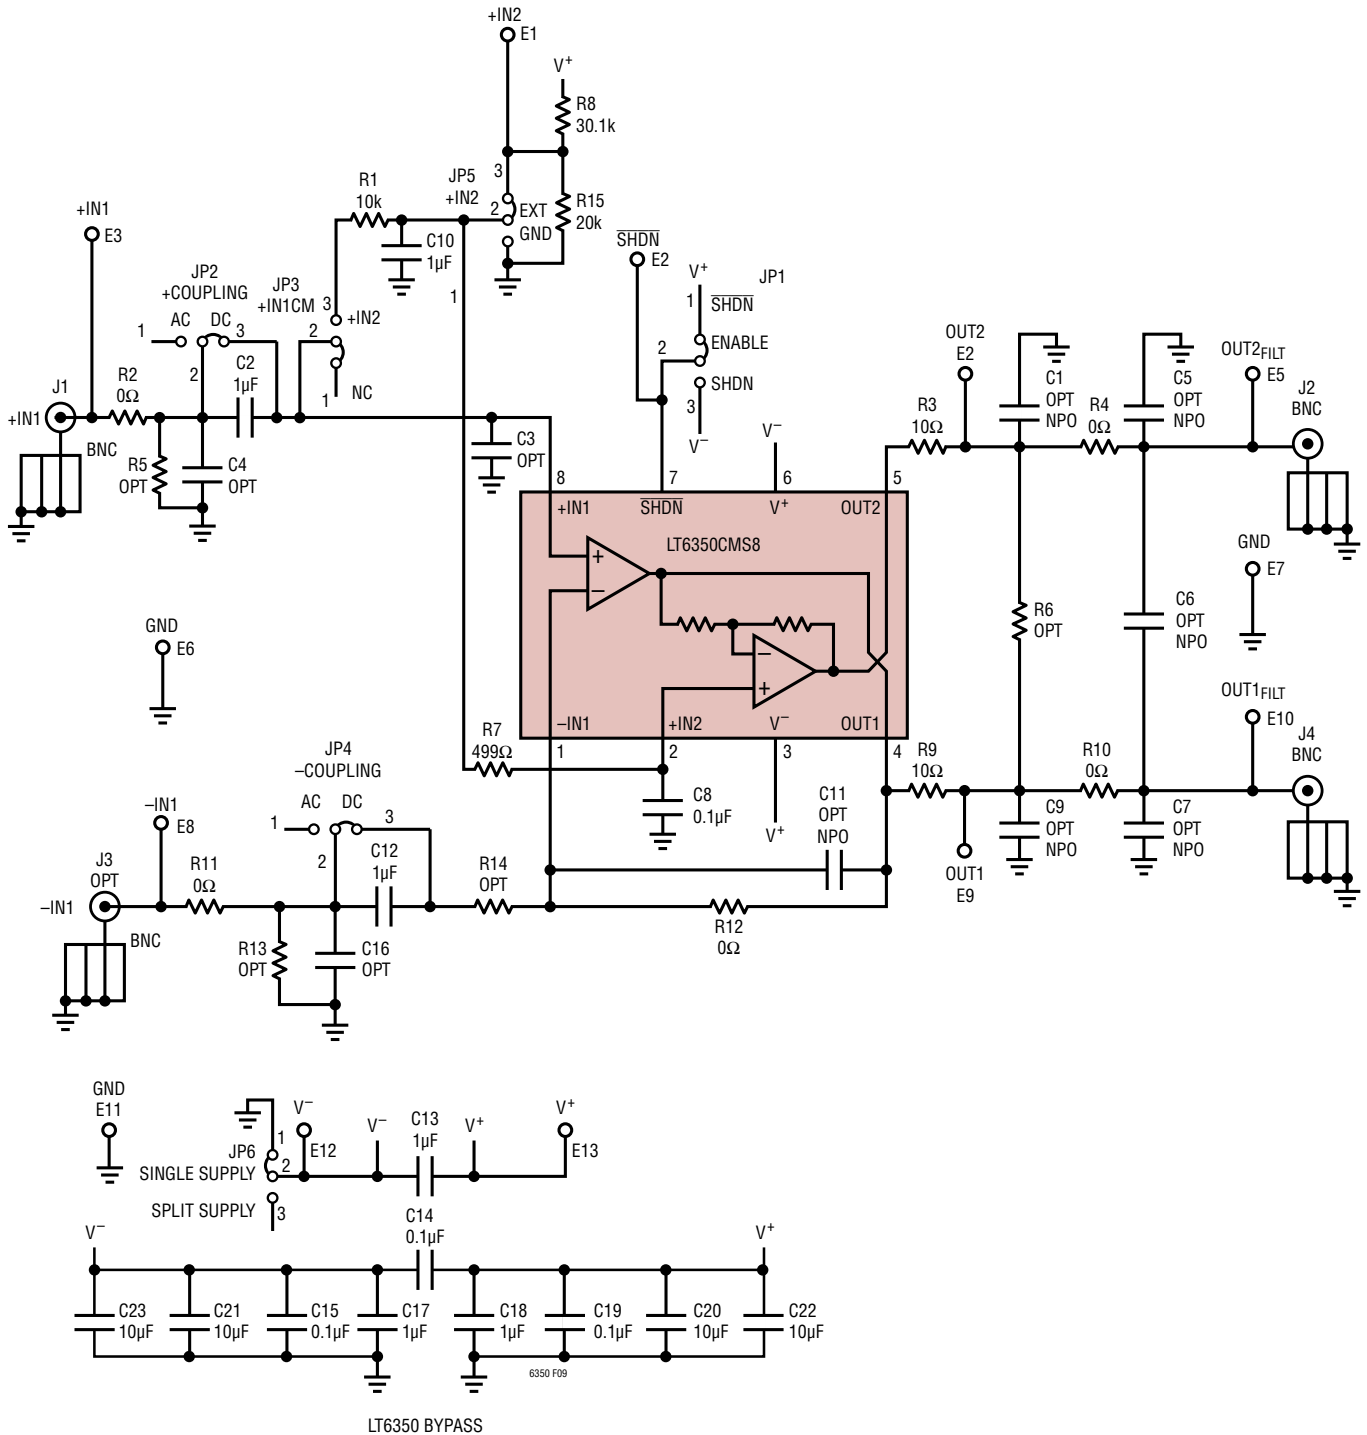 +IN2
E1
V+
R8
30.1k
3
JP5
+IN2
2
EXT
GND
R15
20k
R1
10k
C10
1µF
1
+IN1
E3
JP2
+COUPLING
1
AC
DC
3
2
JP3
+IN1CM
3
+IN2
2
1
NC
C2
1µF
J1
+IN1
BNC
R2
0Ω
R5
OPT
C4
OPT
C3
OPT
SHDN
E2
V+
JP1
1
SHDN
2
ENABLE
SHDN
3
V−
V−
8
7
6
5
+IN1
SHDN
V+
OUT2
LT6350CMS8
+
−
−
+
−IN1
+IN2
V−
OUT1
1
2
3
4
V+
OUT2
E2
R3
10Ω
C1
OPT
NPO
R4
0Ω
C5
OPT
NPO
OUT2FILT
E5
J2
BNC
GND
E7
R6
OPT
C6
OPT
NPO
OUT1FILT
E10
J4
BNC
R9
10Ω
R10
0Ω
C9
OPT
NPO
C7
OPT
NPO
OUT1
E9
GND
E6
R7
499Ω
C8
0.1µF
C11
OPT
NPO
JP4
−COUPLING
1
AC
DC
3
2
−IN1
E8
J3
OPT
−IN1
BNC
R11
0Ω
C12
1µF
R14
OPT
R12
0Ω
R13
OPT
C16
OPT
GND
E11
JP6
1
SINGLE SUPPLY
2
SPLIT SUPPLY
3
V−
E12
V−
C13
1µF
V+
V+
E13
V−
C14
0.1µF
V+
C23
10µF
C21
10µF
C15
0.1µF
C17
1µF
C18
1µF
C19
0.1µF
C20
10µF
C22
10µF
6350 F09
LT6350 BYPASS